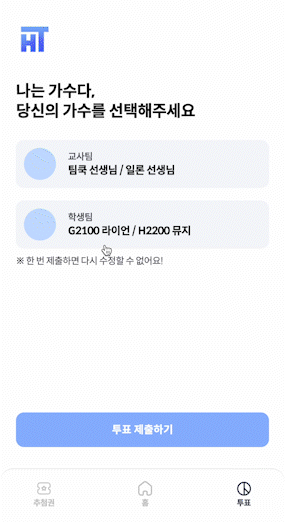 HT
나는 가수다,
당신의 가수를 선택해주세요
교사팀
팀쿡 선생님 / 일론 선생님
학생팀
G2100 라이언 / H2200 뮤지
※ 한 번 제출하면 다시 수정할 수 없어요!
투표 제출하기
추첨권 홈 투표